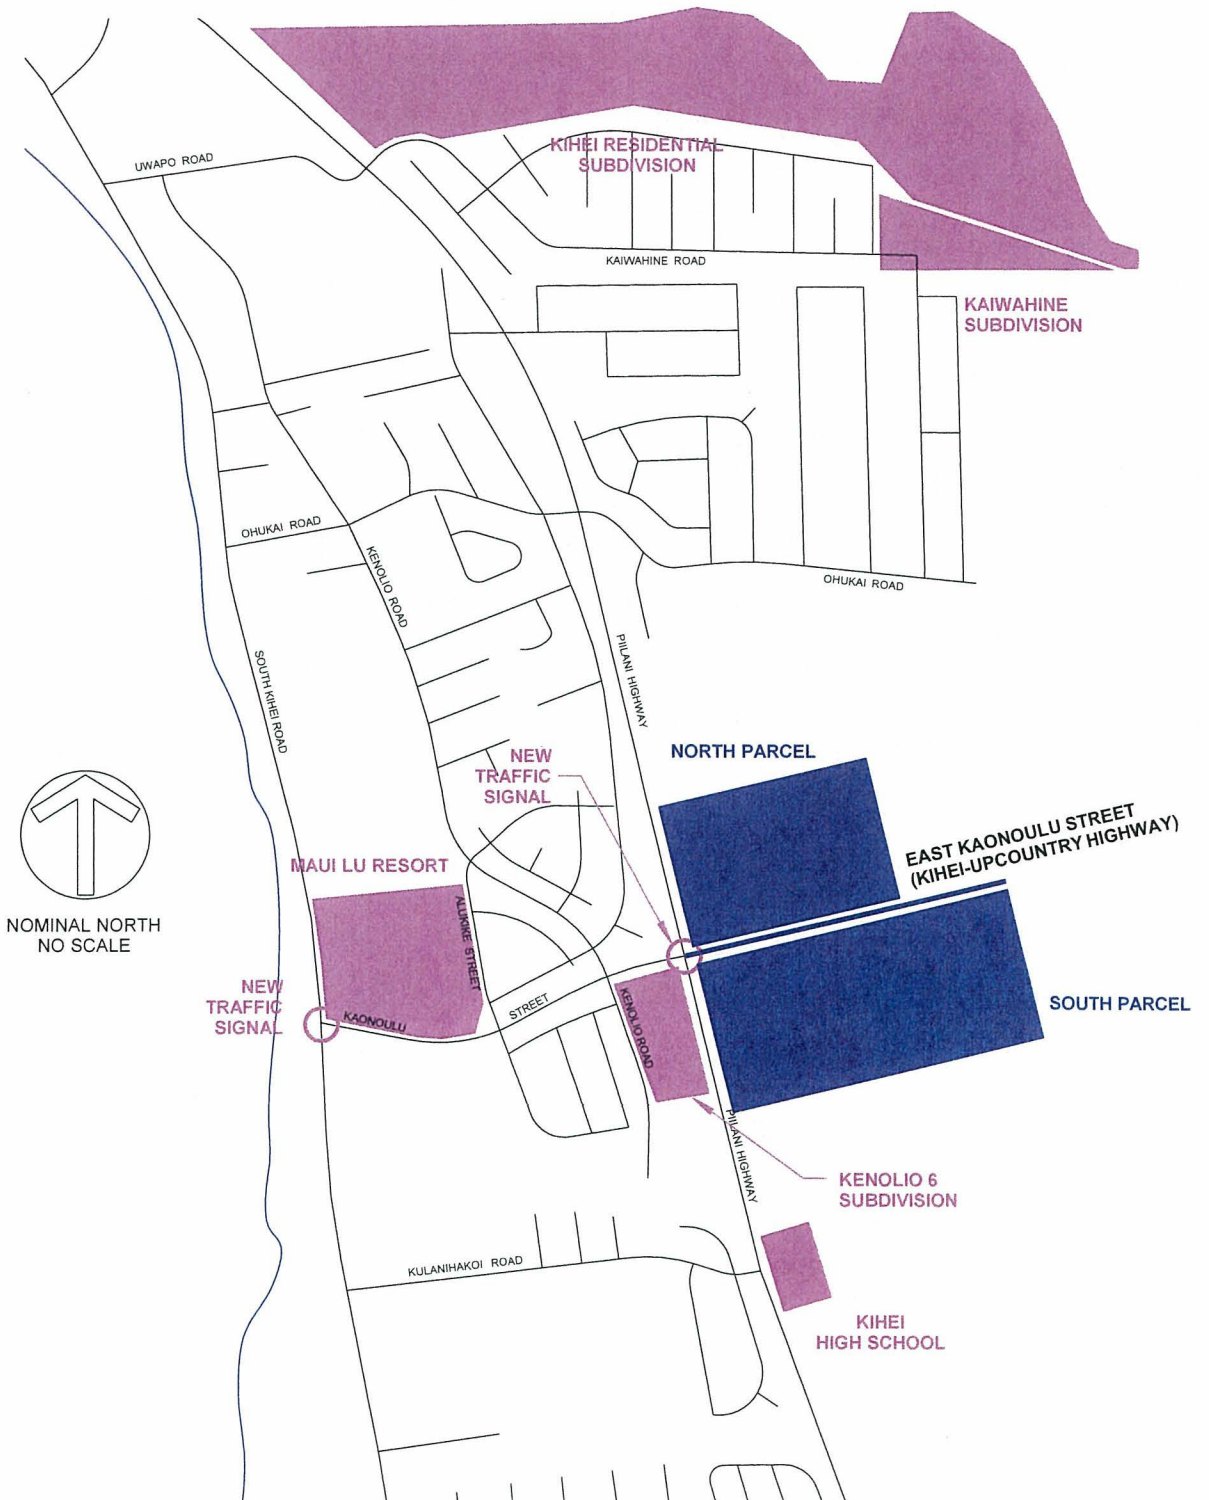 UWAPO ROAD
KIHEI RESIDENTIAL
SUBDIVISION
KAIWAHINE ROAD
KAIWAHINE
SUBDIVISION
OHUKAI ROAD
KENOLIO ROAD
OHUKAI ROAD
SOUTH KIHEI ROAD
PIILANI HIGHWAY
NEW
TRAFFIC
SIGNAL
NORTH PARCEL
EAST KAONOULU STREET
(KIHEI-UPCOUNTRY HIGHWAY)
MAUI LU RESORT
ALUKIKE STREET
NOMINAL NORTH
NO SCALE
NEW
TRAFFIC
SIGNAL
KAONOULU
STREET
KENOLIO ROAD
SOUTH PARCEL
PIILANI HIGHWAY
KENOLIO 6
SUBDIVISION
KULANIHAKOI ROAD
KIHEI
HIGH SCHOOL